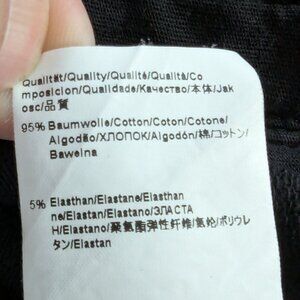 Qualität/Quality/Qualité/Qualità/Co
mposicion/Qualidade/Качество/本体/Jak
osc/品質
95% Baumwolle/Cotton/Coton/Cotone/
Algodão/ХЛОПОК/Algodón/棉/コットン/
Bawelna
5% Elasthan/Elastane/Elasthan
ne/Elastan/Elastano/ЭЛАСТА
Н/Elastano/聚氨酯弹性纤维/氨纶/ポリウレ
タン/Elastan